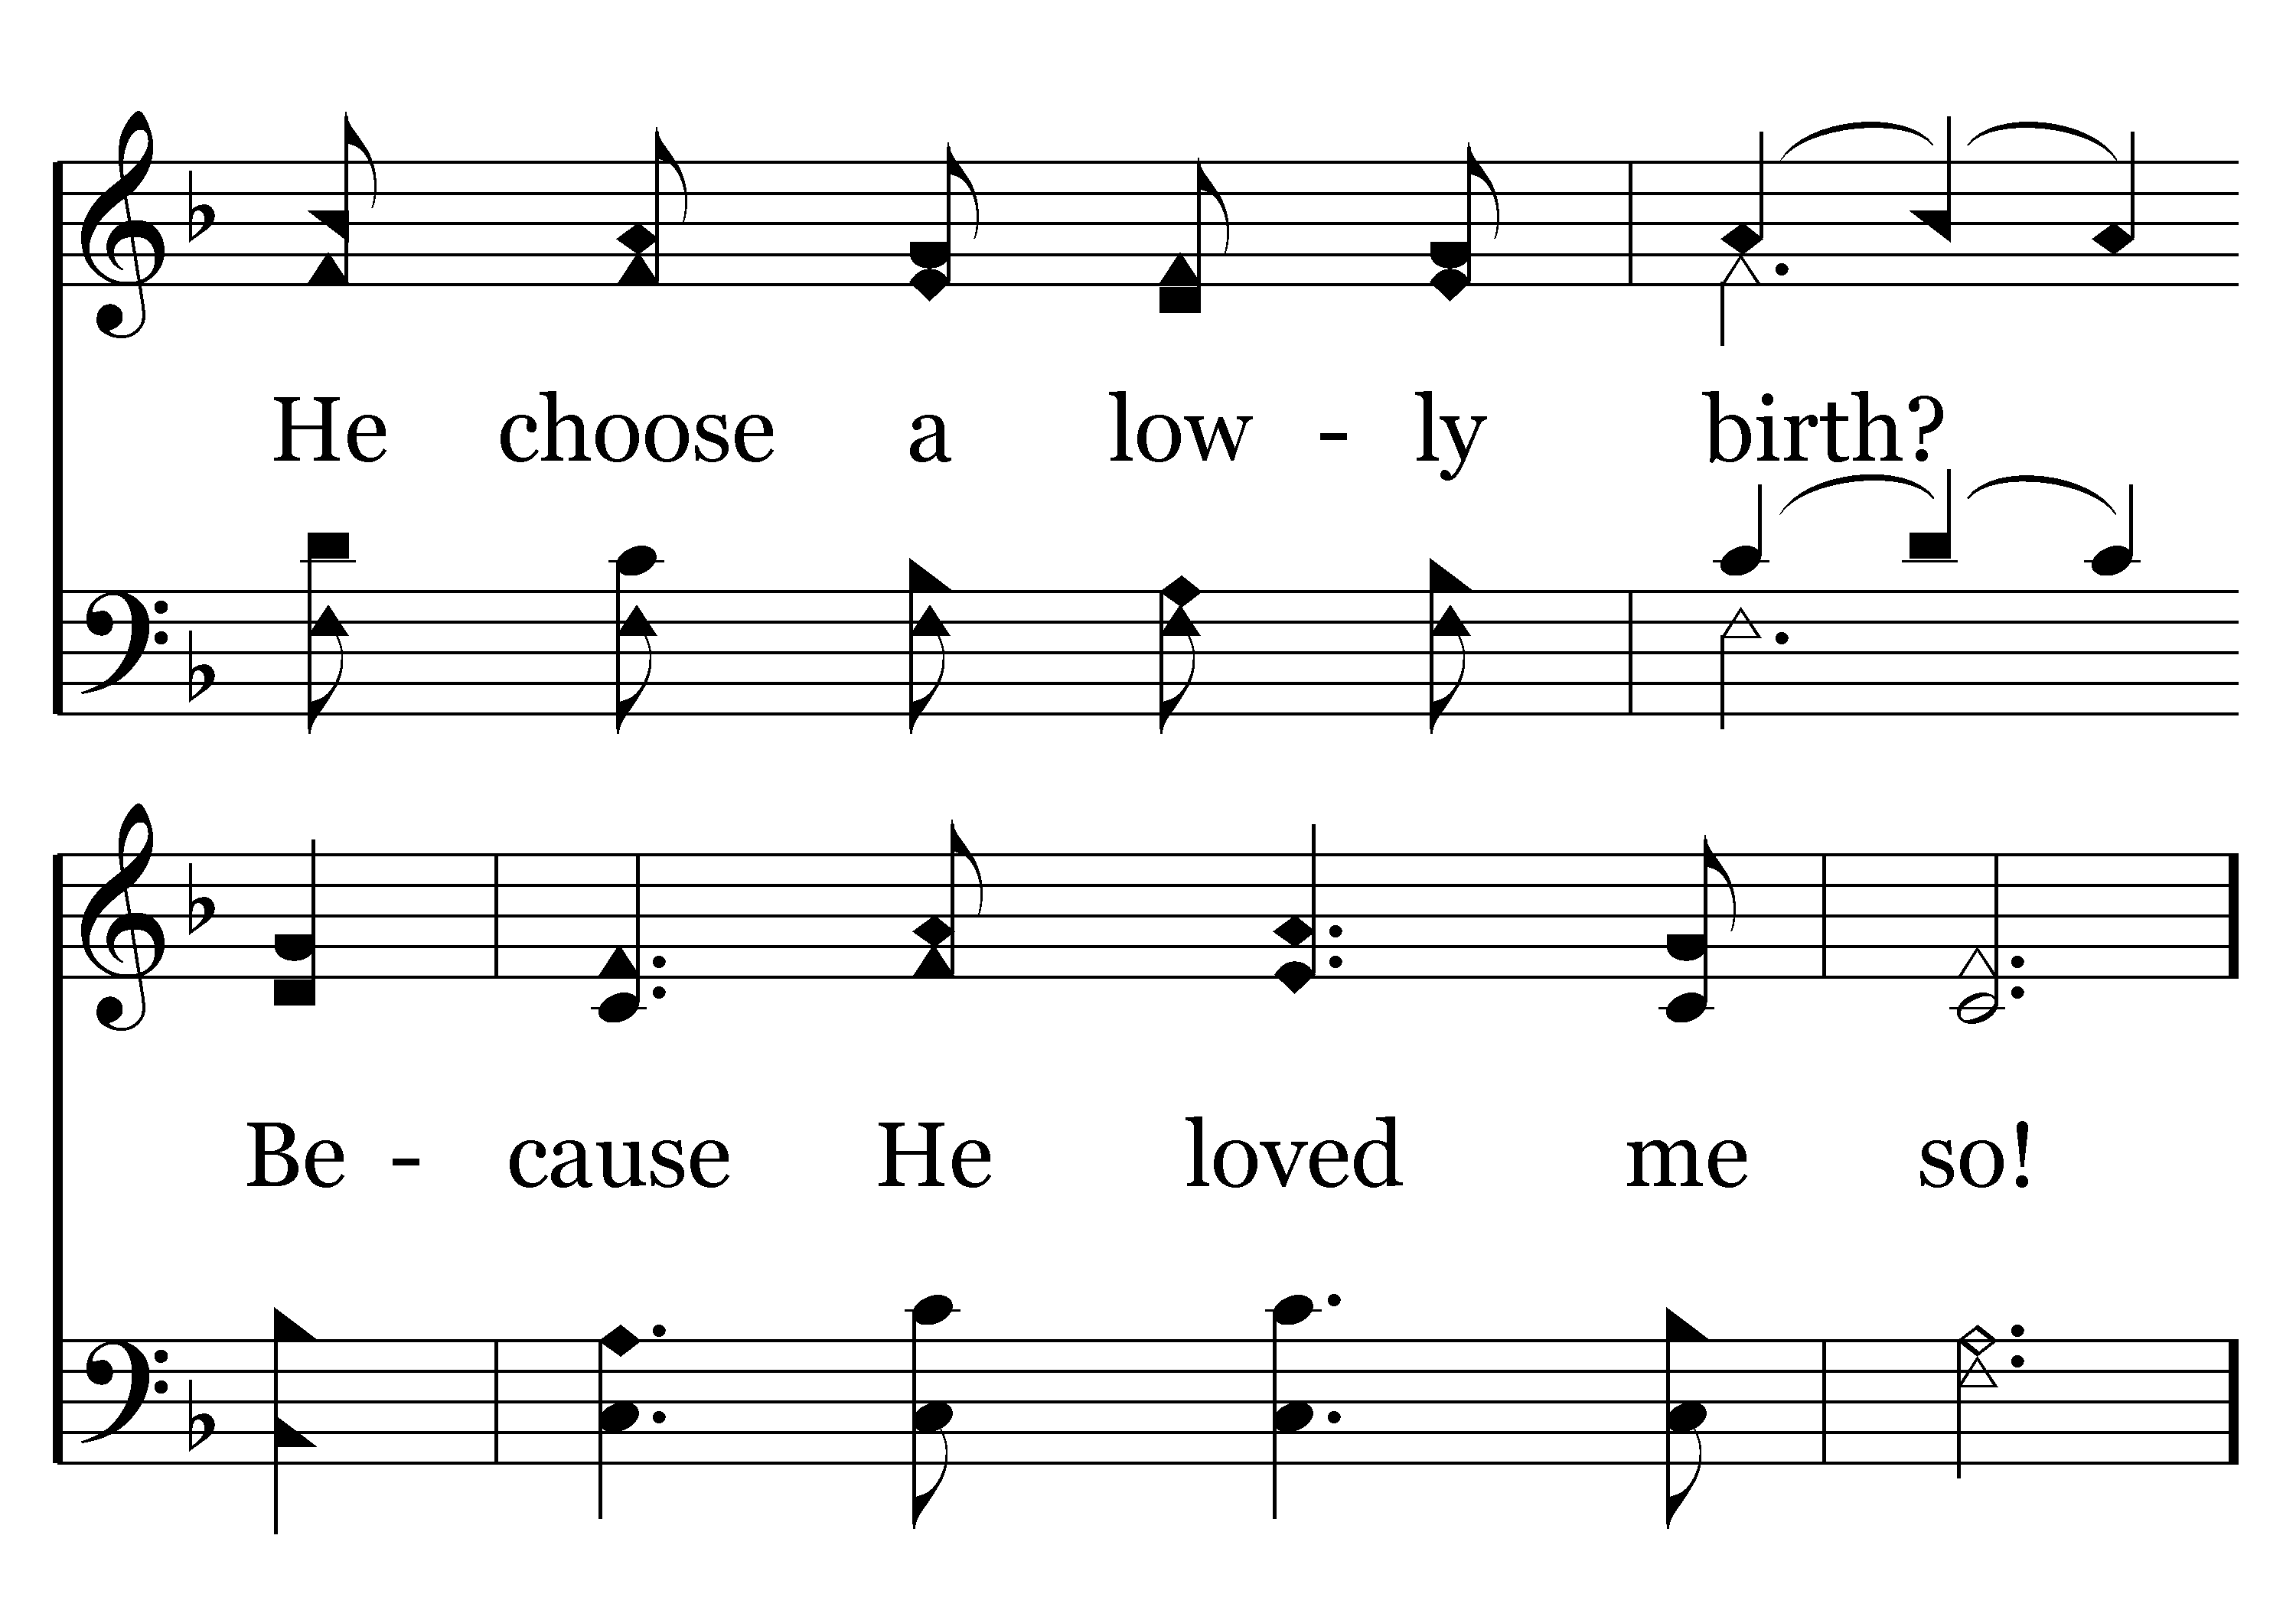 He choose a low - ly birth?
Be - cause He loved me so!